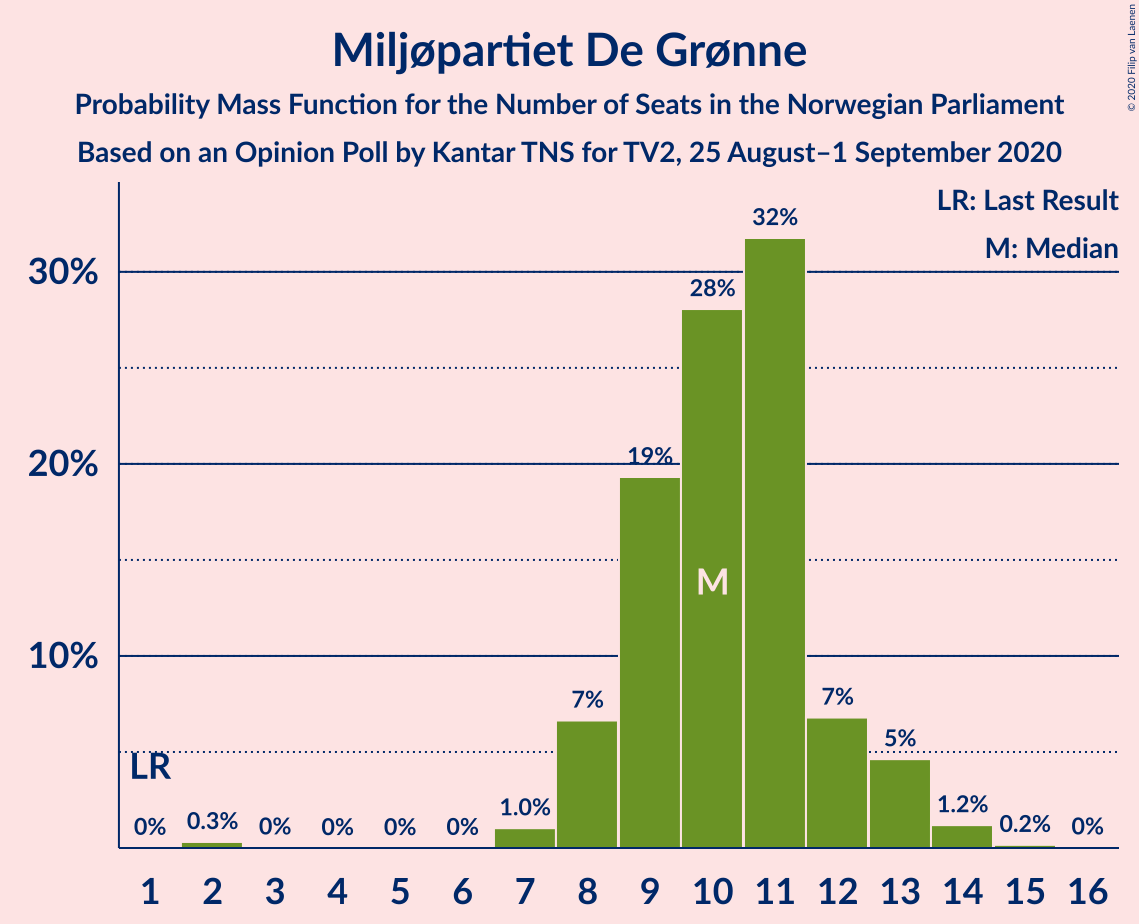 Miljøpartiet De Grønne
Probability Mass Function for the Number of Seats in the Norwegian Parliament
Based on an Opinion Poll by Kantar TNS for TV2, 25 August–1 September 2020
© 2020 Filip van Laenen
LR: Last Result
M: Median
32%
30%
28%
20%
19%
M
10%
7%
7%
5%
LR
0%
0.3%
0%
0%
0%
0%
1.0%
1.2%
0.2%
0%
1 2 3 4 5 6 7 8 9 10 11 12 13 14 15 16